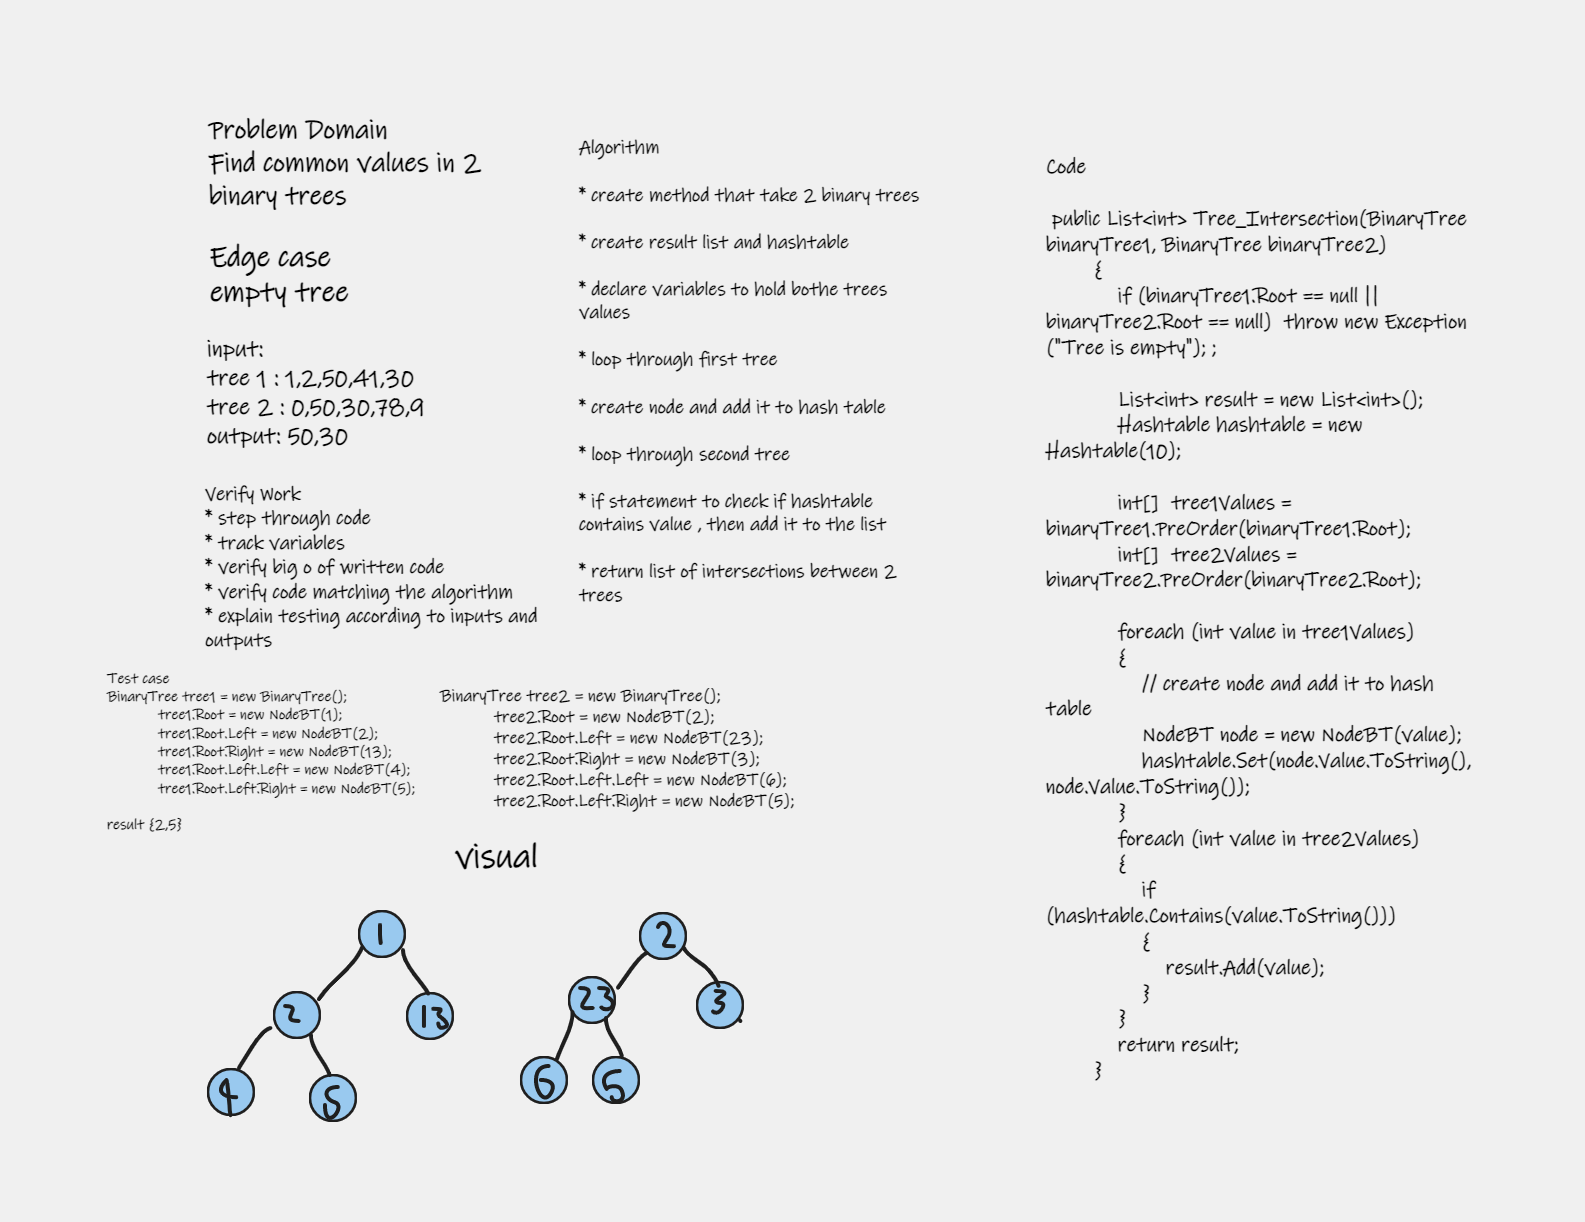 Problem Domain
Find common values in 2
binary trees
Edge case
empty tree
input:
tree 1 : 1,2,50,41,30
tree 2 : 0,50,30,78,9
output: 50,30
Verify Work
* step through code
* track variables
* verify big o of written code
* verify code matching the algorithm
* explain testing according to inputs and
outputs
Algorithm
* create method that take 2 binary trees
* create result list and hashtable
* declare variables to hold bothe trees
values
* loop through first tree
* create node and add it to hash table
* loop through second tree
* if statement to check if hashtable
contains value , then add it to the list
* return list of intersections between 2
trees
Test case
BinaryTree tree1 = new BinaryTree();
tree1.Root = new NodeBT(1);
tree1.Root.Left = new NodeBT(2);
tree1.Root.Right = new NodeBT(13);
tree1.Root.Left.Left = new NodeBT(4);
tree1.Root.Left.Right = new NodeBT(5);
result {2,5}
BinaryTree tree2 = new BinaryTree();
tree2.Root = new NodeBT(2);
tree2.Root.Left = new NodeBT(23);
tree2.Root.Right = new NodeBT(3);
tree2.Root.Left.Left = new NodeBT(6);
tree2.Root.Left.Right = new NodeBT(5);
visual
1
2
13
4
5
2
23
3
6
5
Code
public List<int> Tree_Intersection(BinaryTree
binaryTree1, BinaryTree binaryTree2)
{
if (binaryTree1.Root == null ||
binaryTree2.Root == null)  throw new Exception
("Tree is empty"); ;
List<int> result = new List<int>();
Hashtable hashtable = new
Hashtable(10);
int[]  tree1Values =
binaryTree1.PreOrder(binaryTree1.Root);
int[]  tree2Values =
binaryTree2.PreOrder(binaryTree2.Root);
foreach (int value in tree1Values)
{
// create node and add it to hash
table
NodeBT node = new NodeBT(value);
hashtable.Set(node.Value.ToString(),
node.Value.ToString());
}
foreach (int value in tree2Values)
{
if
(hashtable.Contains(value.ToString()))
{
result.Add(value);
}
}
return result;
}